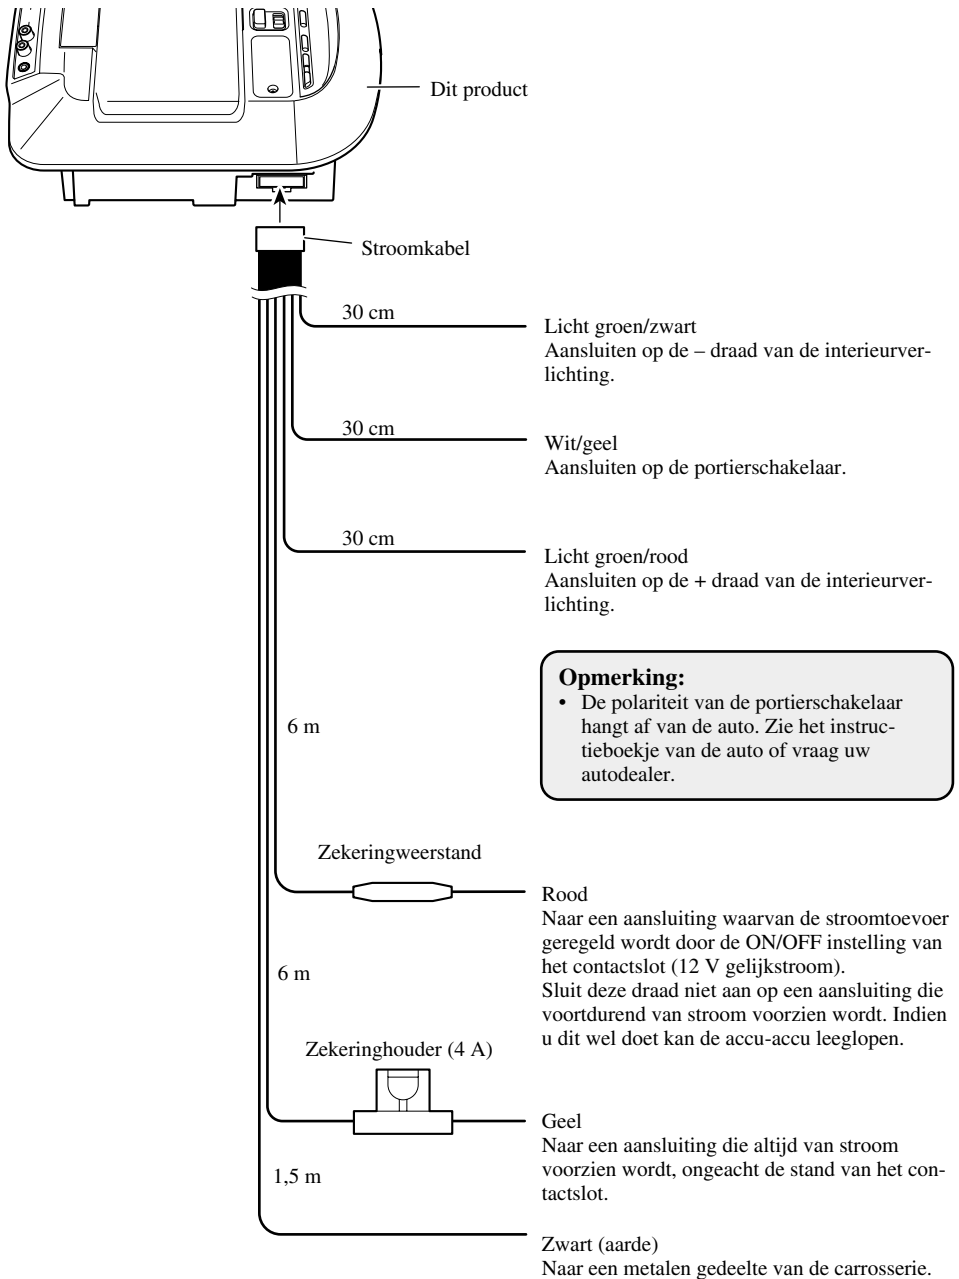 Dit product
Stroomkabel
30 cm
Licht groen/zwart
Aansluiten op de – draad van de interieurver-
lichting.
30 cm
Wit/geel
Aansluiten op de portierschakelaar.
30 cm
Licht groen/rood
Aansluiten op de + draad van de interieurver-
lichting.
Opmerking:
• De polariteit van de portierschakelaar
hangt af van de auto. Zie het instruc-
tieboekje van de auto of vraag uw
autodealer.
6 m
Zekeringweerstand
Rood
Naar een aansluiting waarvan de stroomtoevoer
geregeld wordt door de ON/OFF instelling van
het contactslot (12 V gelijkstroom).
Sluit deze draad niet aan op een aansluiting die
voortdurend van stroom voorzien wordt. Indien
u dit wel doet kan de accu-accu leeglopen.
6 m
Zekeringhouder (4 A)
Geel
Naar een aansluiting die altijd van stroom
voorzien wordt, ongeacht de stand van het con-
tactslot.
1,5 m
Zwart (aarde)
Naar een metalen gedeelte van de carrosserie.